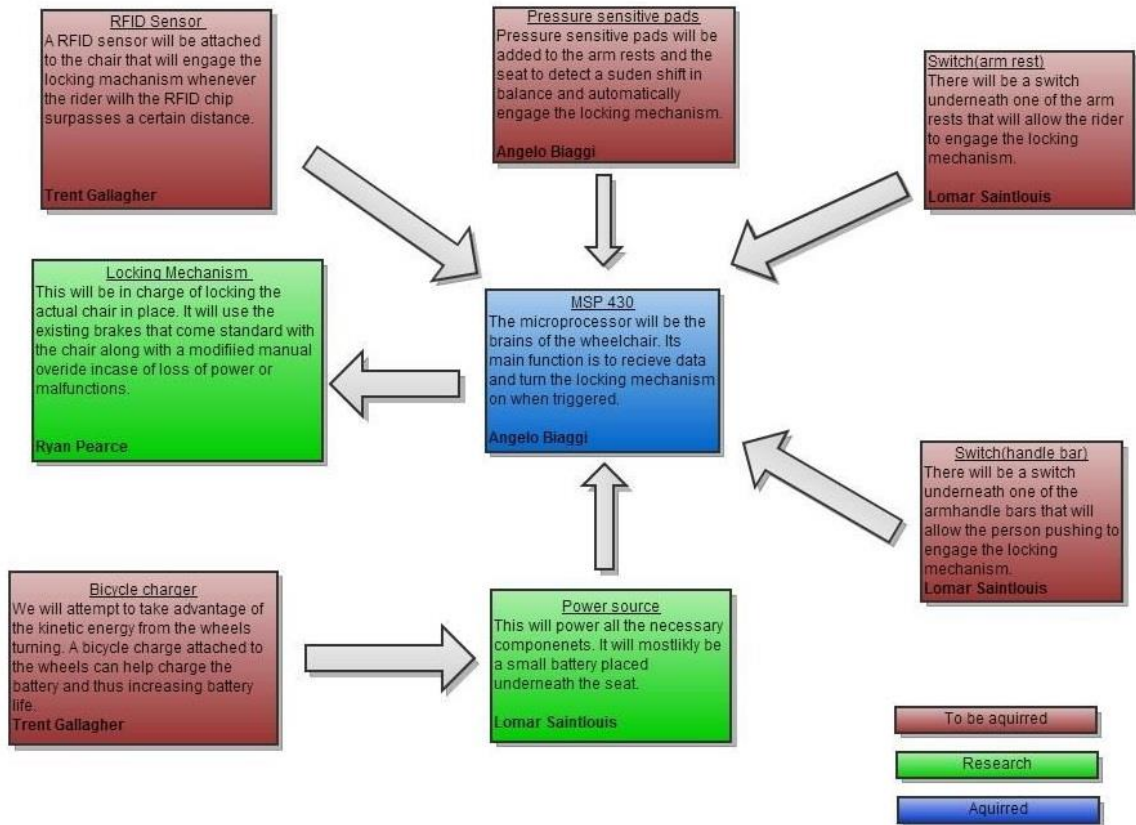 RFID Sensor
A RFID sensor will be attached
to the chair that will engage the
locking machanism whenever
the rider wilh the RFID chip
surpasses a certain distance.
Trent Gallagher
Pressure sensitive pads
Pressure sensitive pads will be
added to the arm rests and the
seat to detect a suden shift in
balance and automatically
engage the locking mechanism.
Angelo Biaggi
Switch(arm rest)
There will be a switch
underneath one of the arm
rests that will allow the rider
to engage the locking
mechanism.
Lomar Saintlouis
Locking Mechanism
This will be in charge of locking the
actual chair in place. It will use the
existing brakes that come standard with
the chair along with a modifiied manual
overide incase of loss of power or
malfunctions.
Ryan Pearce
MSP 430
The microprocessor will be the
brains of the wheelchair. Its
main function is to recieve data
and turn the locking mechanism
on when triggered.
Angelo Biaggi
Switch(handle bar)
There will be a switch
underneath one of the
armhandle bars that will
allow the person pushing to
engage the locking
mechanism.
Lomar Saintlouis
Bicycle charger
We will attempt to take advantage of
the kinetic energy from the wheels
turning. A bicycle charge attached to
the wheels can help charge the
battery and thus increasing battery
life.
Trent Gallagher
Power source
This will power all the necessary
componenets. It will mostlikly be
a small battery placed
underneath the seat.
Lomar Saintlouis
To be aquirred
Research
Aquirred